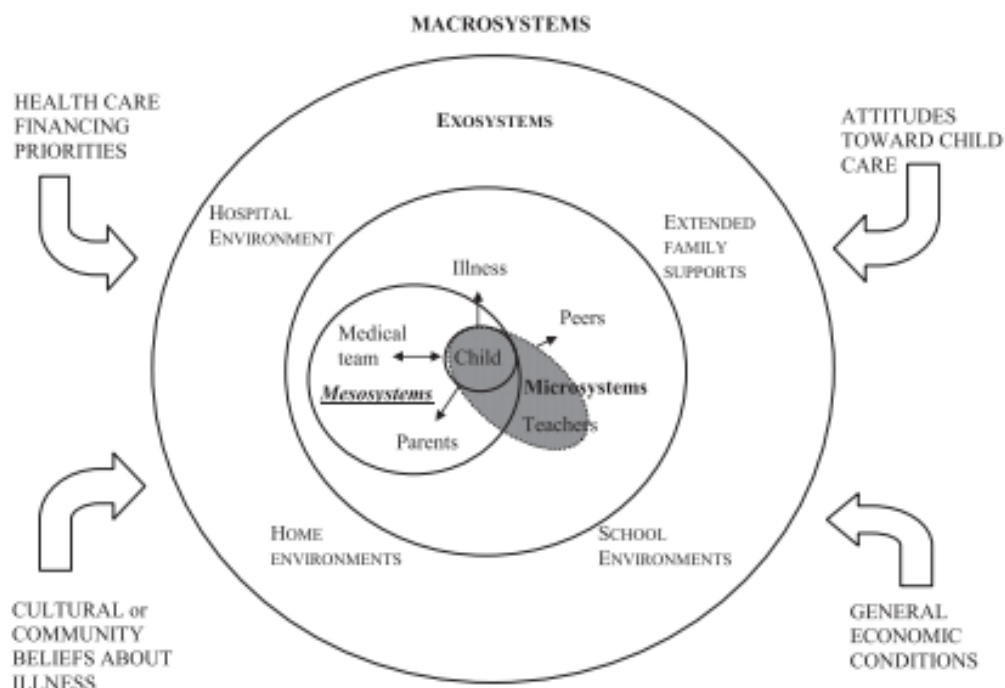 MACROSYSTEMS
HEALTH CARE
FINANCING
PRIORITIES
ATTITUDES
TOWARD CHILD
CARE
EXOSYSTEMS
HOSPITAL
ENVIRONMENT
EXTENDED
FAMILY
SUPPORTS
Illness
Peers
Medical
team
Child
Mesosystems
Microsystems
Teachers
Parents
HOME
ENVIRONMENTS
SCHOOL
ENVIRONMENTS
CULTURAL or
COMMUNITY
BELIEFS ABOUT
ILLNESS
GENERAL
ECONOMIC
CONDITIONS